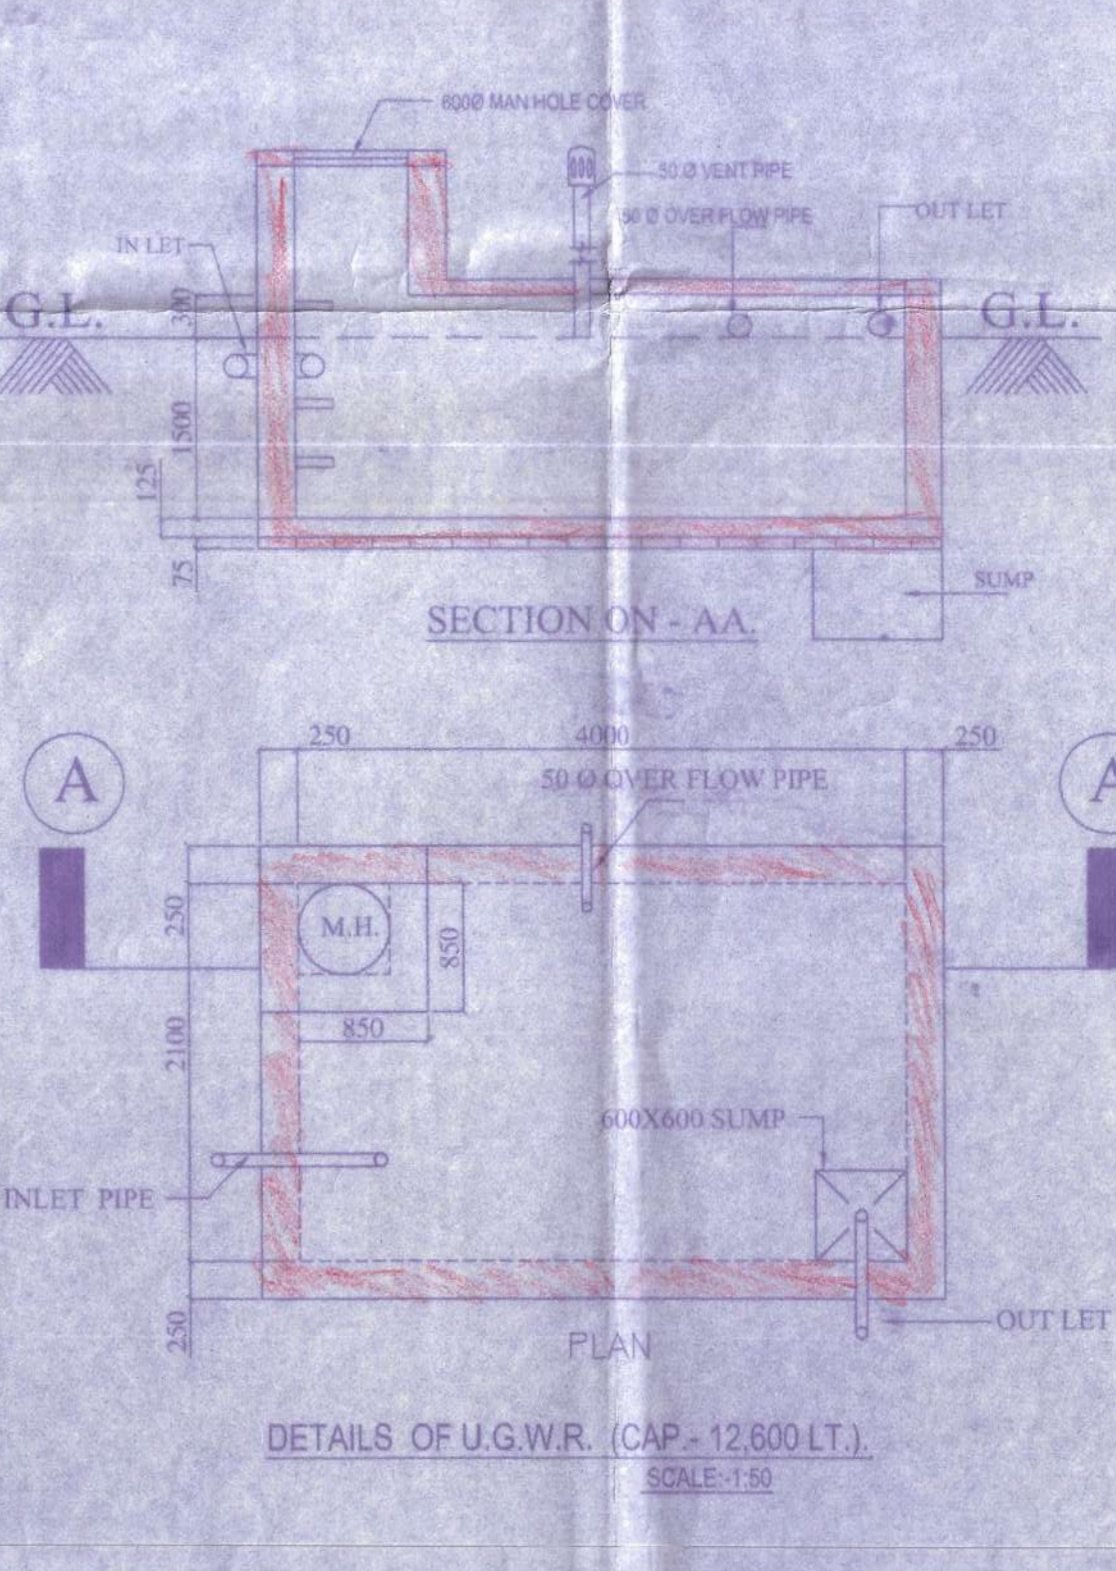 600Ø MAN HOLE COVER
50 Ø VENT PIPE
50 Ø OVER FLOW PIPE
OUT LET
IN LET
G.L.
G.L.
300
1500
125
75
SUMP
SECTION ON - AA.
250
4000
250
A
A
50 Ø OVER FLOW PIPE
M.H.
250
850
850
2100
600X600 SUMP
INLET PIPE
250
OUT LET
PLAN
DETAILS OF U.G.W.R. (CAP.- 12,600 LT.).
SCALE:-1:50